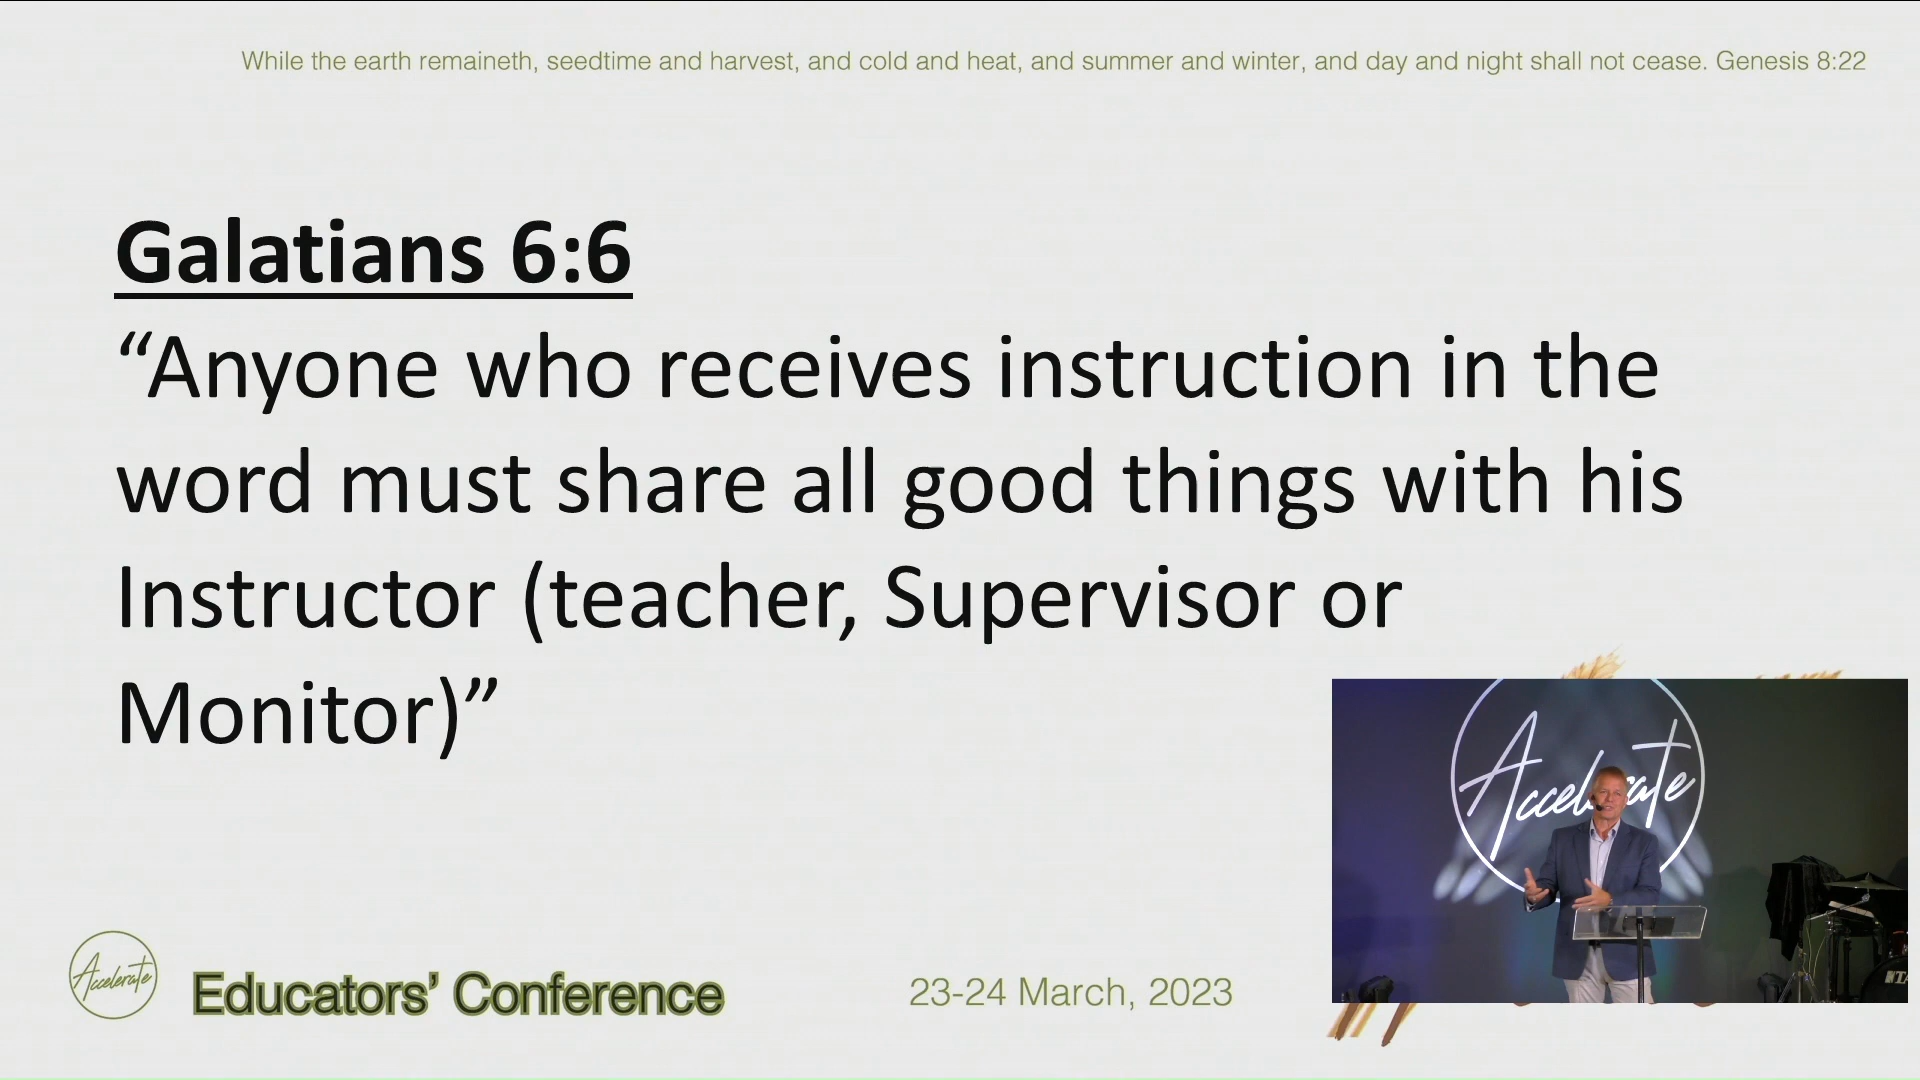 While the earth remaineth, seedtime and harvest, and cold and heat, and summer and winter, and day and night shall not cease. Genesis 8:22
Galatians 6:6
“Anyone who receives instruction in the
word must share all good things with his
Instructor (teacher, Supervisor or
Monitor)”
Accelerate
Accelerate
Educators’ Conference
23-24 March, 2023